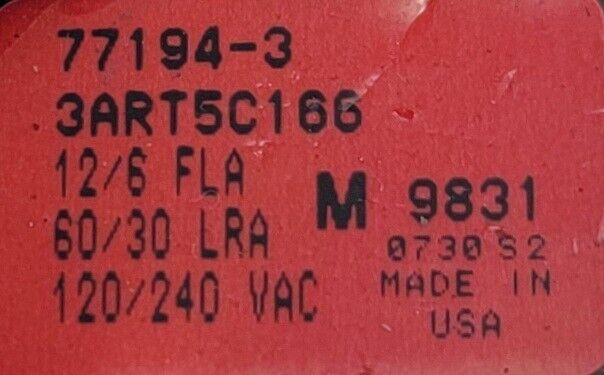 77194-3
3ART5C166
12/6 FLA
60/30 LRA
120/240 VAC
M 9831
0730 S2
MADE IN
USA